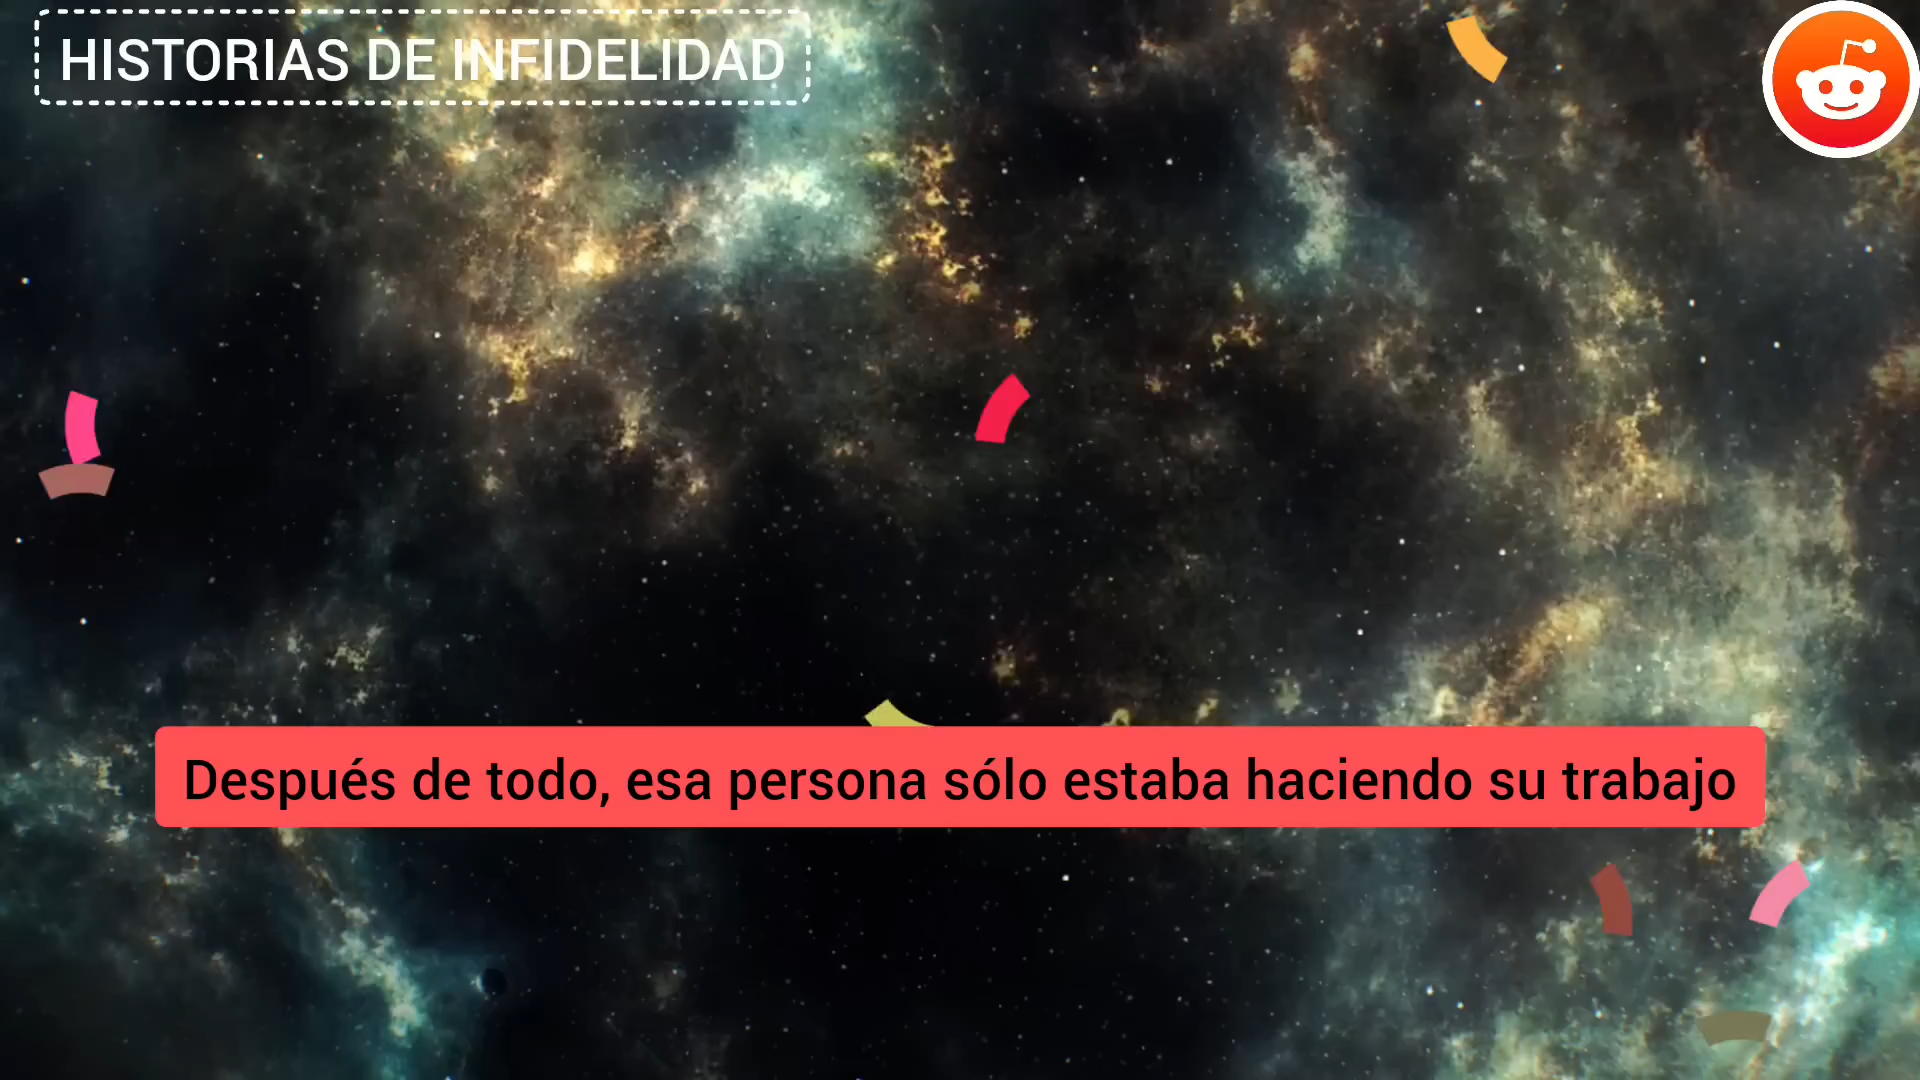 HISTORIAS DE INFIDELIDAD
Después de todo, esa persona sólo estaba haciendo su trabajo